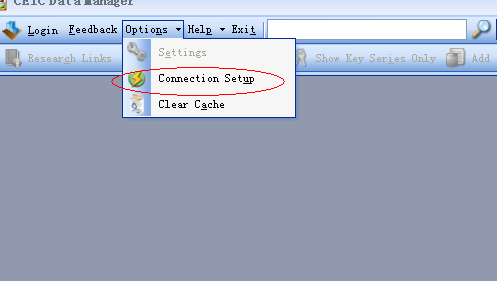 CEIC Data Manager
Login Feedback Options Help Exit
Settings
Research Links Show Key Series Only Add
Connection Setup
Clear Cache